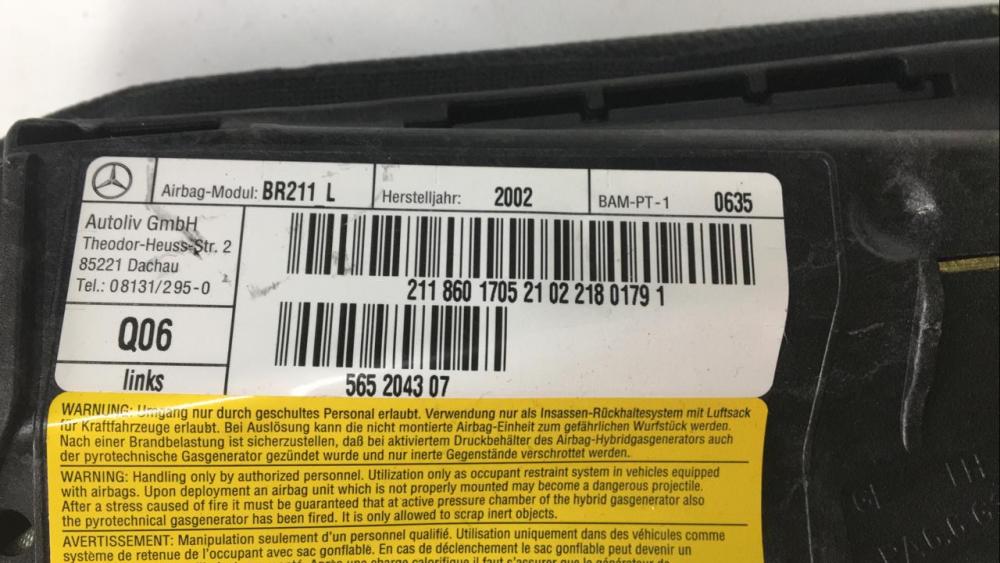 Airbag-Modul: BR211_L
Herstelljahr: 2002
BAM-PT-1 0635
Autoliv GmbH
Theodor-Heuss-Str. 2
85221 Dachau
Tel.: 08131/295-0
211 860 1705 21 02 218 0179 1
Q06
links
565 2043 07
WARNUNG: Umgang nur durch geschultes Personal erlaubt. Verwendung nur als Insassen-Rückhaltesystem mit Luftsack
für Kraftfahrzeuge erlaubt. Bei Auslösung kann die nicht montierte Airbag-Einheit zum gefährlichen Wurfstück werden.
Nach einer Brandbelastung ist sicherzustellen, daß bei aktiviertem Druckbehälter des Airbag-Hybridgasgenerators auch
der pyrotechnische Gasgenerator gezündet wurde und nur inerte Gegenstände verschrottet werden.
WARNING: Handling only by authorized personnel. Utilization only as occupant restraint system in vehicles equipped
with airbags. Upon deployment an airbag unit which is not properly mounted may become a dangerous projectile.
After a stress caused of fire it must be guaranteed that at active pressure chamber of the hybrid gasgenerator also
the pyrotechnical gasgenerator has been fired. It is only allowed to scrap inert objects.
AVERTISSEMENT: Manipulation seulement d'un personnel qualifié. Utilisation uniquement dans des véhicules comme
système de retenue de l'occupant avec sac gonflable. En cas de déclenchement le sac gonflable peut devenir un